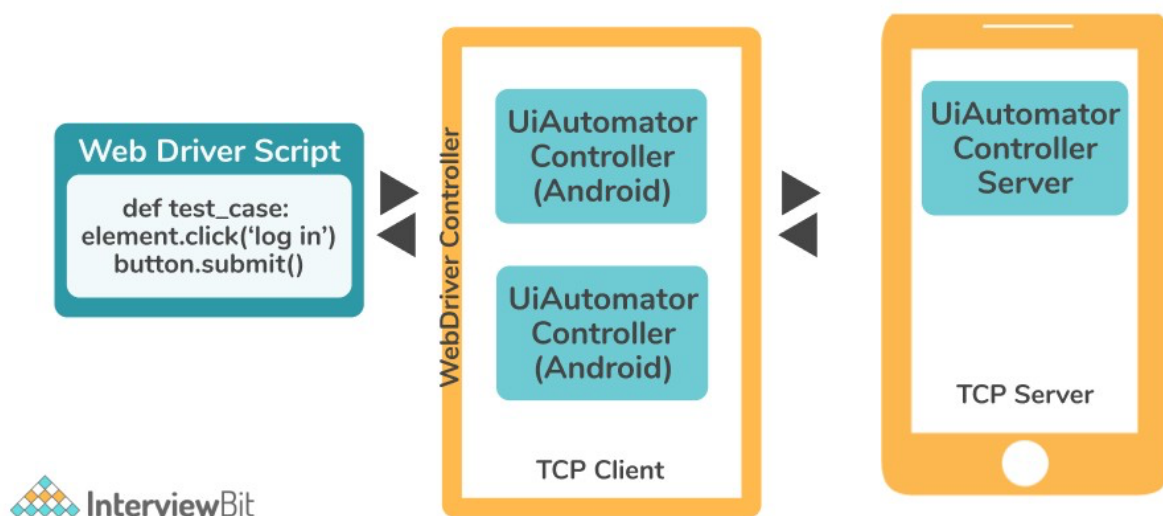 Web Driver Script
def test_case:
element.click(‘log in’)
button.submit()
WebDriver Controller
UiAutomator
Controller
(Android)
UiAutomator
Controller
(Android)
TCP Client
UiAutomator
Controller
Server
TCP Server
InterviewBit